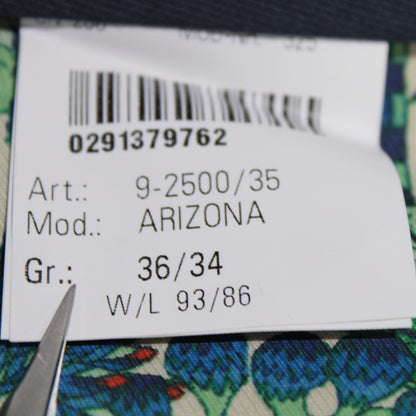 0291379762
Art.: 9-2500/35
Mod.: ARIZONA
Gr.: 36/34
W/L 93/86